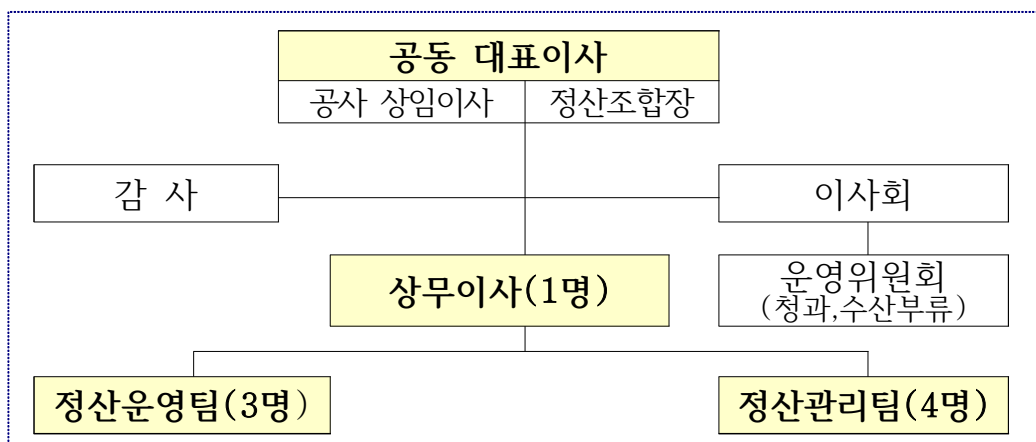 공동 대표이사
공사 상임이사 정산조합장
감 사
이사회
상무이사(1명)
운영위원회
(청과,수산부류)
정산운영팀(3명)
정산관리팀(4명)